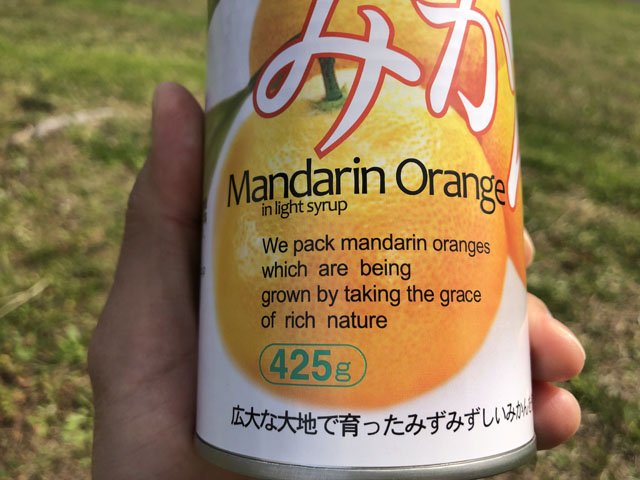 みか
Mandarin Orange
in light syrup
We pack mandarin oranges
which are being
grown by taking the grace
of rich nature
425g
広大な大地で育ったみずみずしいみかん